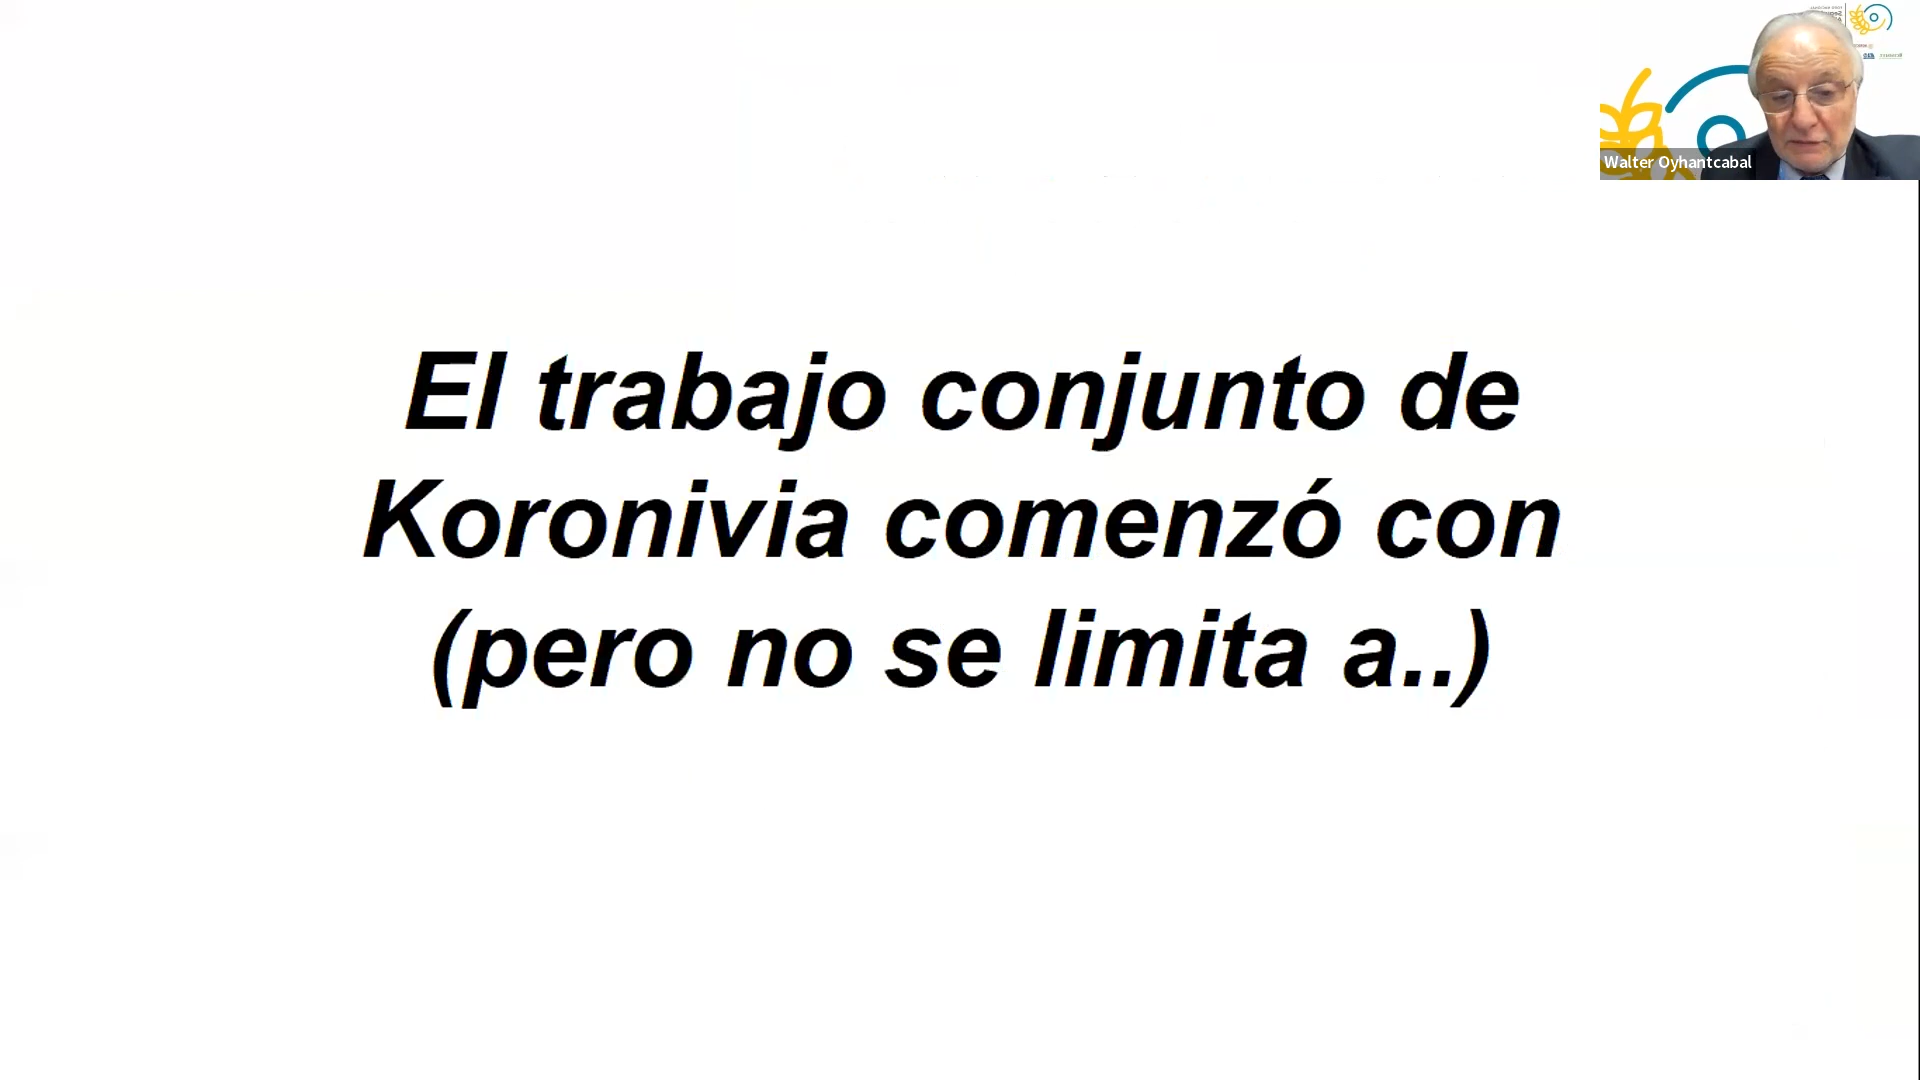 Walter Oyhantcabal
El trabajo conjunto de
Koronivia comenzó con
(pero no se limita a..)